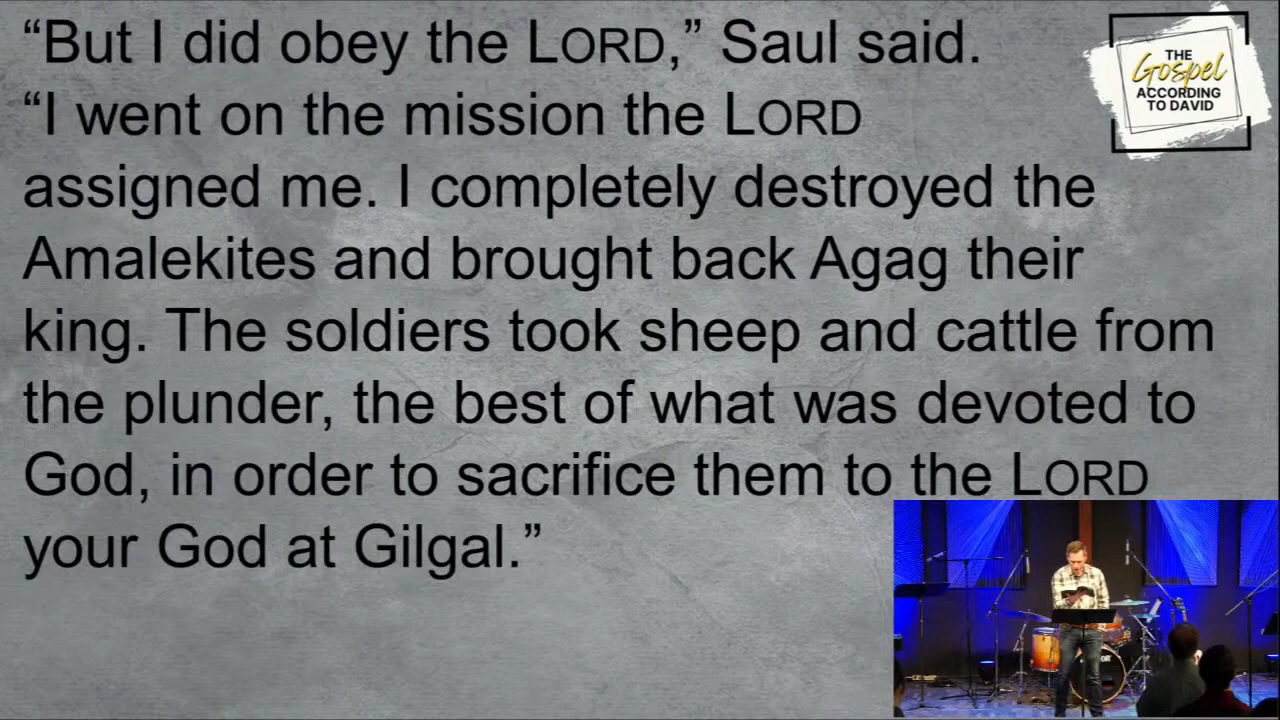 “But I did obey the LORD,” Saul said.
“I went on the mission the LORD
assigned me. I completely destroyed the
Amalekites and brought back Agag their
king. The soldiers took sheep and cattle from
the plunder, the best of what was devoted to
God, in order to sacrifice them to the LORD
your God at Gilgal.”
THE
Gospel
ACCORDING
TO DAVID